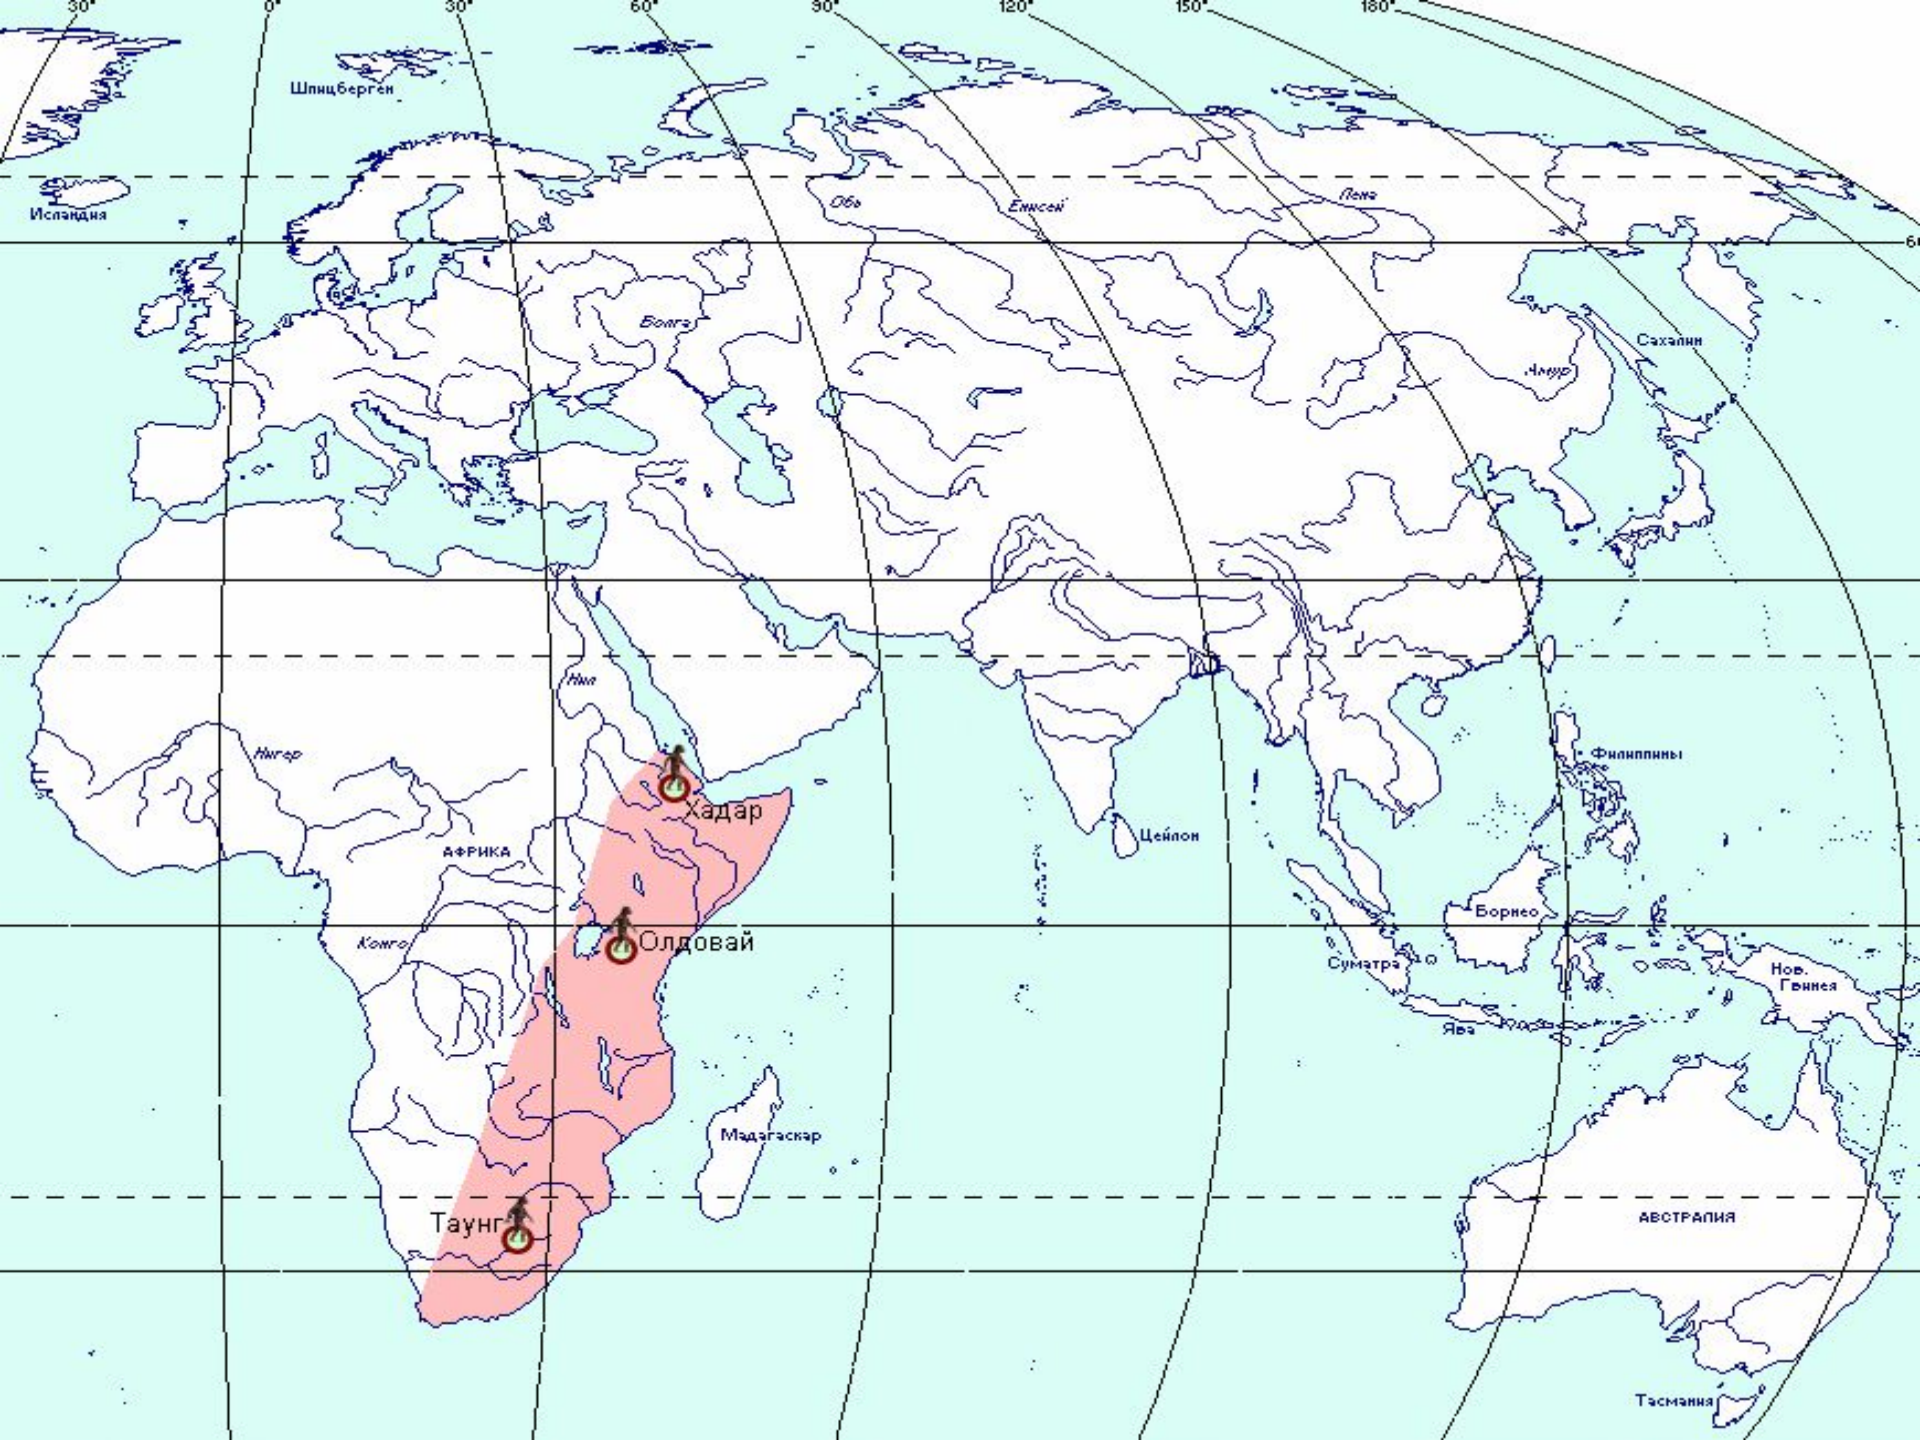 30°
0°
30°
60°
90°
120°
150°
180°
Шпицберген
Исландия
Обь
Енисей
Лена
60
Волга
Сахалин
Амур
Нил
Нигер
Филиппины
Хадар
Цейлон
АФРИКА
Борнео
Конго
Олдовай
Суматра
Нов.
Гвинея
Ява
Мадагаскар
Таунг
АВСТРАЛИЯ
Тасмания